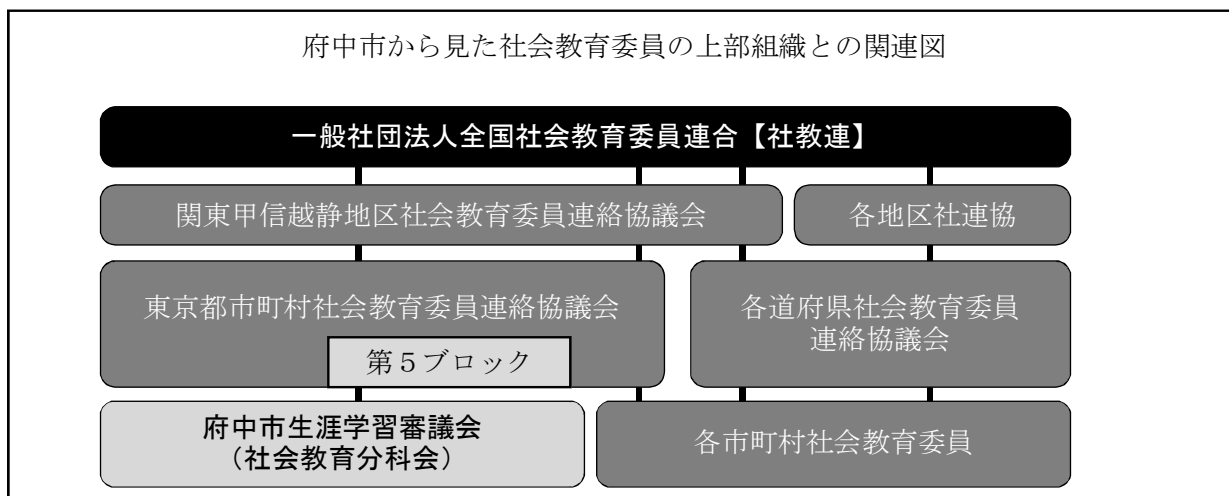 府中市から見た社会教育委員の上部組織との関連図
一般社団法人全国社会教育委員連合【社教連】
関東甲信越静地区社会教育委員連絡協議会
各地区社連協
東京都市町村社会教育委員連絡協議会
第５ブロック
各道府県社会教育委員
連絡協議会
府中市生涯学習審議会
（社会教育分科会）
各市町村社会教育委員